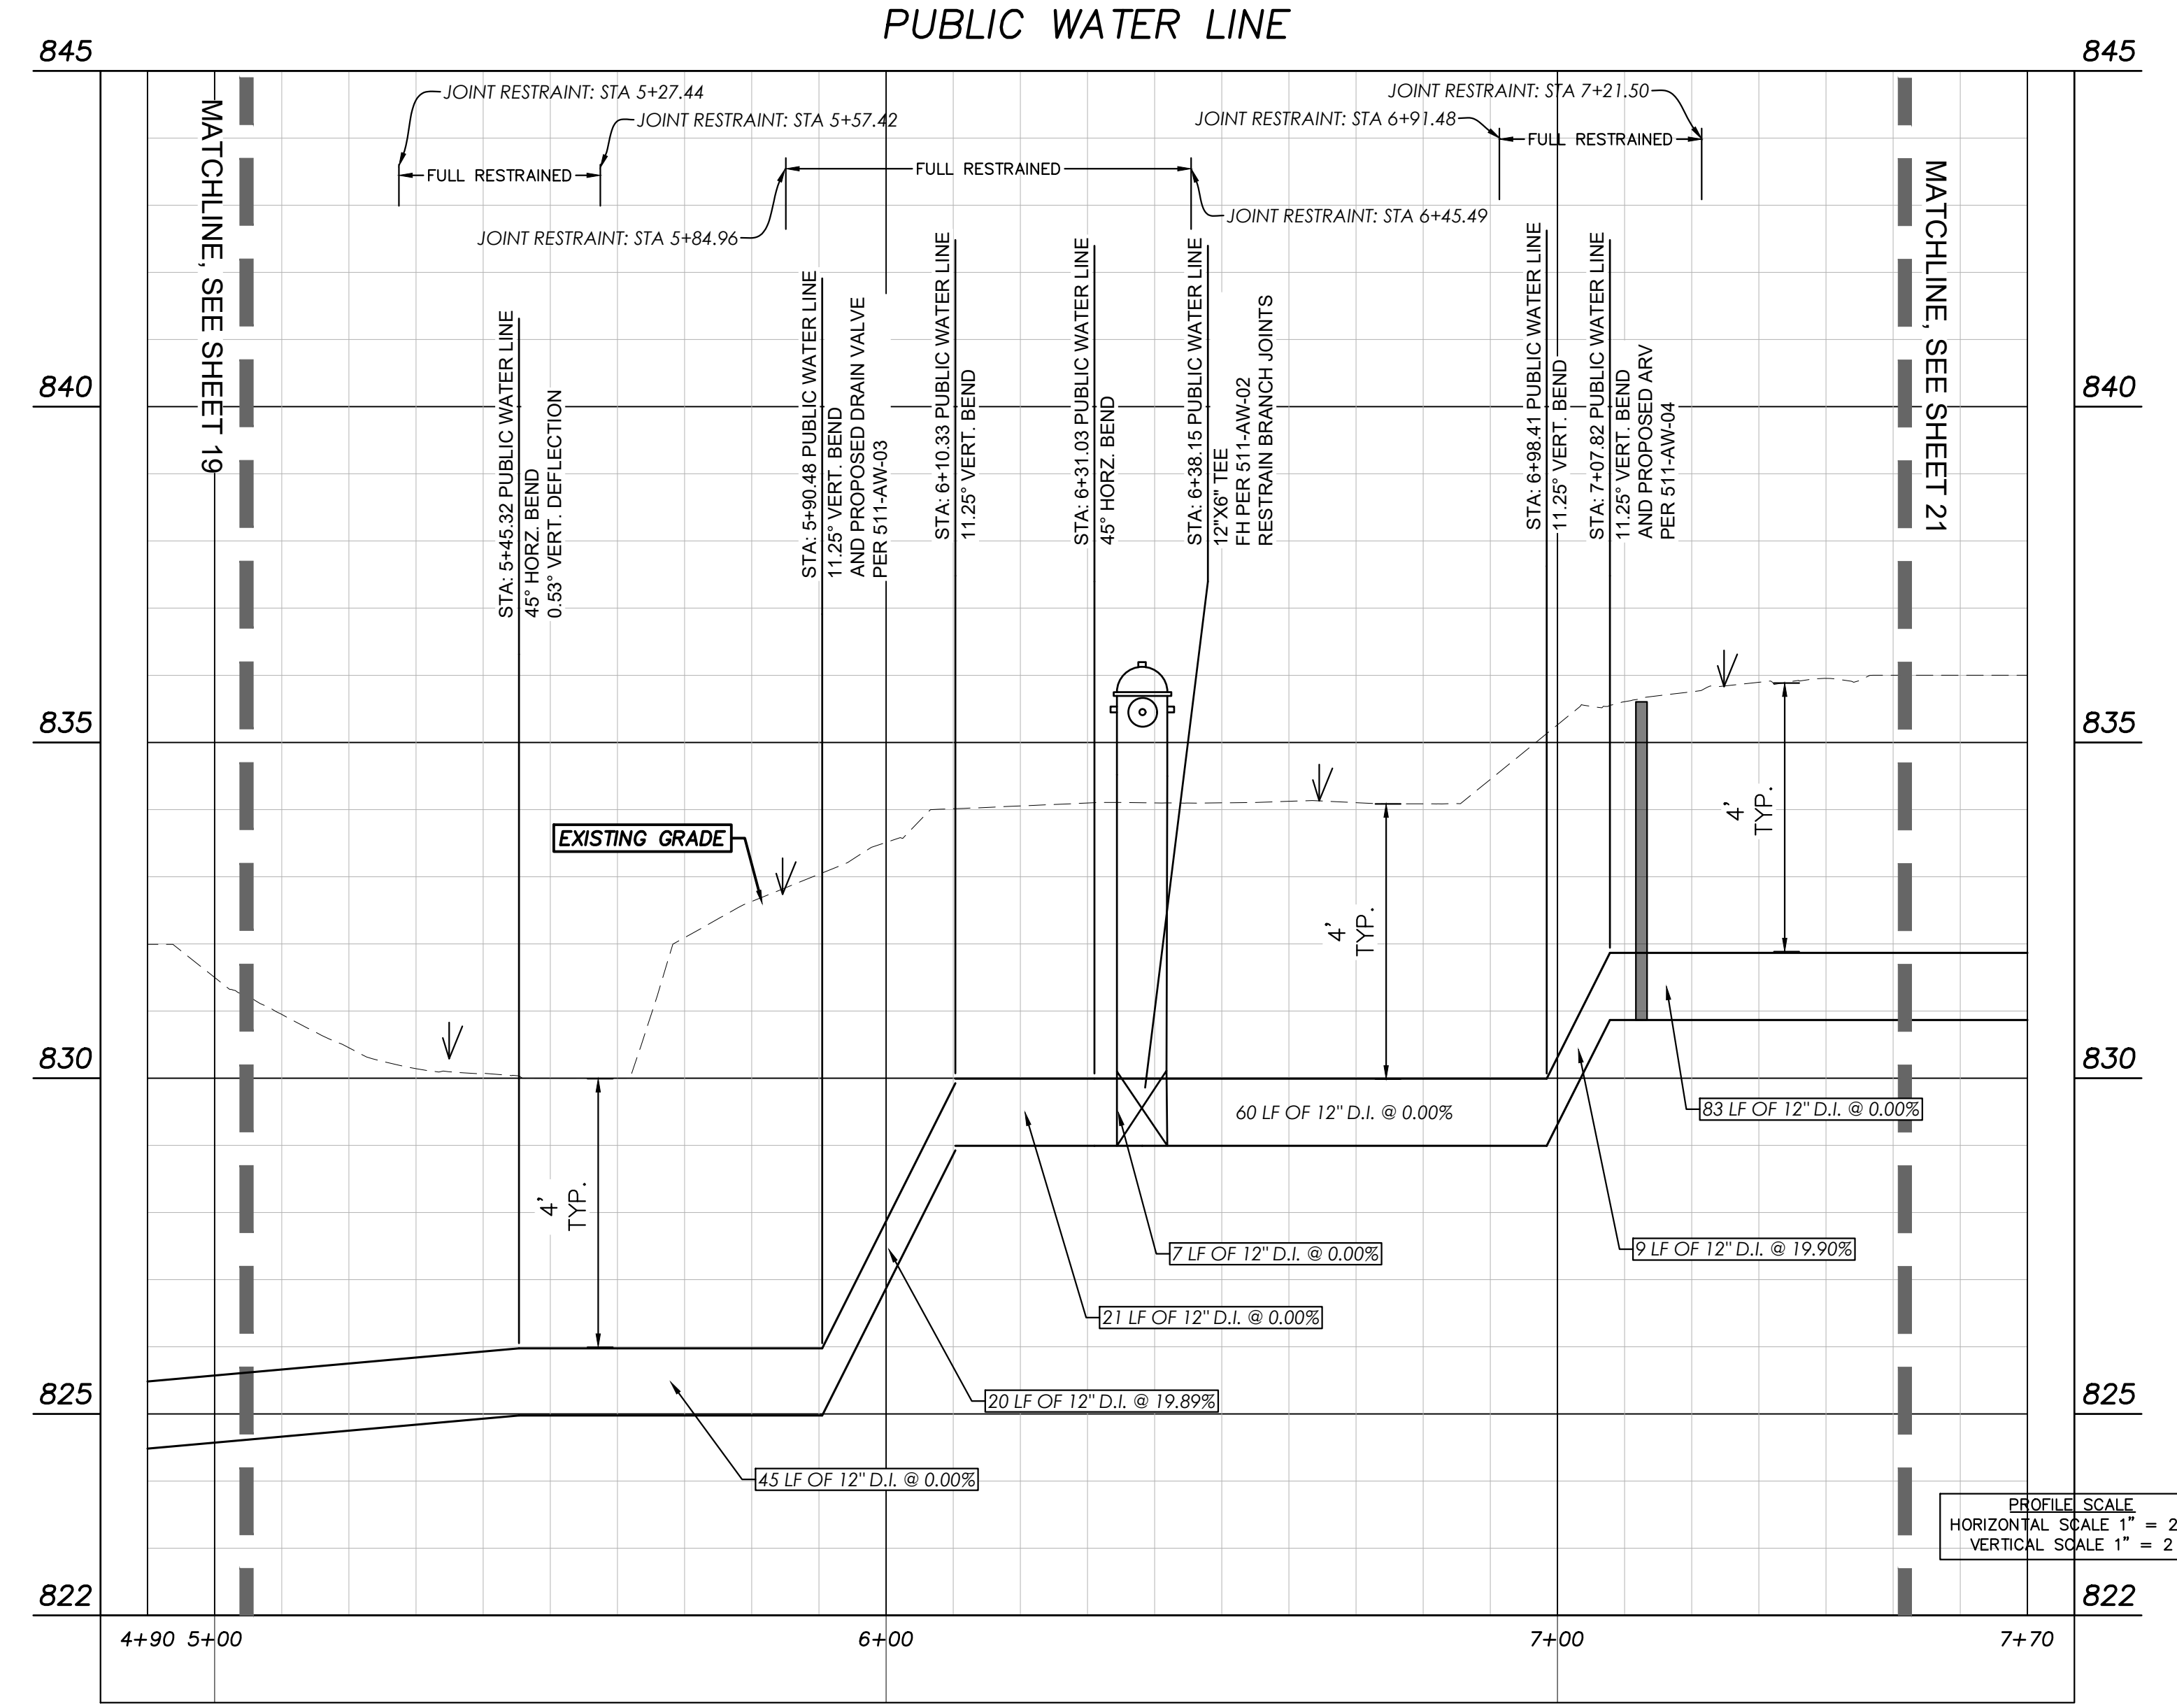 PUBLIC WATER LINE
845
845
JOINT RESTRAINT: STA 5+27.44
JOINT RESTRAINT: STA 7+21.50
JOINT RESTRAINT: STA 5+57.42
JOINT RESTRAINT: STA 6+91.48
FULL RESTRAINED
FULL RESTRAINED
FULL RESTRAINED
JOINT RESTRAINT: STA 6+45.49
JOINT RESTRAINT: STA 5+84.96
MATCHLINE, SEE SHEET 19
STA: 5+45.32 PUBLIC WATER LINE
45° HORZ. BEND
0.53° VERT. DEFLECTION
STA: 5+90.48 PUBLIC WATER LINE
11.25° VERT. BEND
AND PROPOSED DRAIN VALVE
PER 511-AW-03
STA: 6+10.33 PUBLIC WATER LINE
11.25° VERT. BEND
STA: 6+31.03 PUBLIC WATER LINE
45° HORZ. BEND
STA: 6+38.15 PUBLIC WATER LINE
12"X6" TEE
FH PER 511-AW-02
RESTRAIN BRANCH JOINTS
STA: 6+98.41 PUBLIC WATER LINE
11.25° VERT. BEND
STA: 7+07.82 PUBLIC WATER LINE
11.25° VERT. BEND
AND PROPOSED ARV
PER 511-AW-04
MATCHLINE, SEE SHEET 21
840
840
835
835
EXISTING GRADE
4'
TYP.
4'
TYP.
830
830
60 LF OF 12" D.I. @ 0.00%
83 LF OF 12" D.I. @ 0.00%
4'
TYP.
7 LF OF 12" D.I. @ 0.00%
9 LF OF 12" D.I. @ 19.90%
21 LF OF 12" D.I. @ 0.00%
825
825
20 LF OF 12" D.I. @ 19.89%
45 LF OF 12" D.I. @ 0.00%
PROFILE SCALE
HORIZONTAL SCALE 1" = 2
VERTICAL SCALE 1" = 2
822
822
4+90 5+00
6+00
7+00
7+70